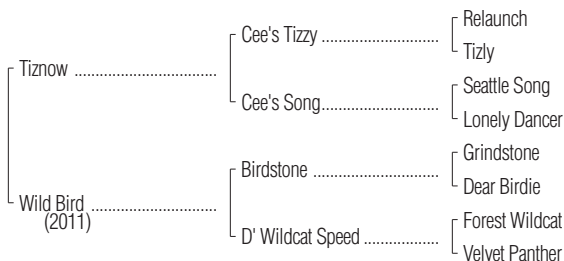 Relaunch
Cee's Tizzy ............................
Tizly
Tiznow ..................................
Seattle Song
Cee's Song............................
Lonely Dancer
Grindstone
Birdstone ..............................
Dear Birdie
Wild Bird ..............................
(2011)
Forest Wildcat
D' Wildcat Speed ..................
Velvet Panther